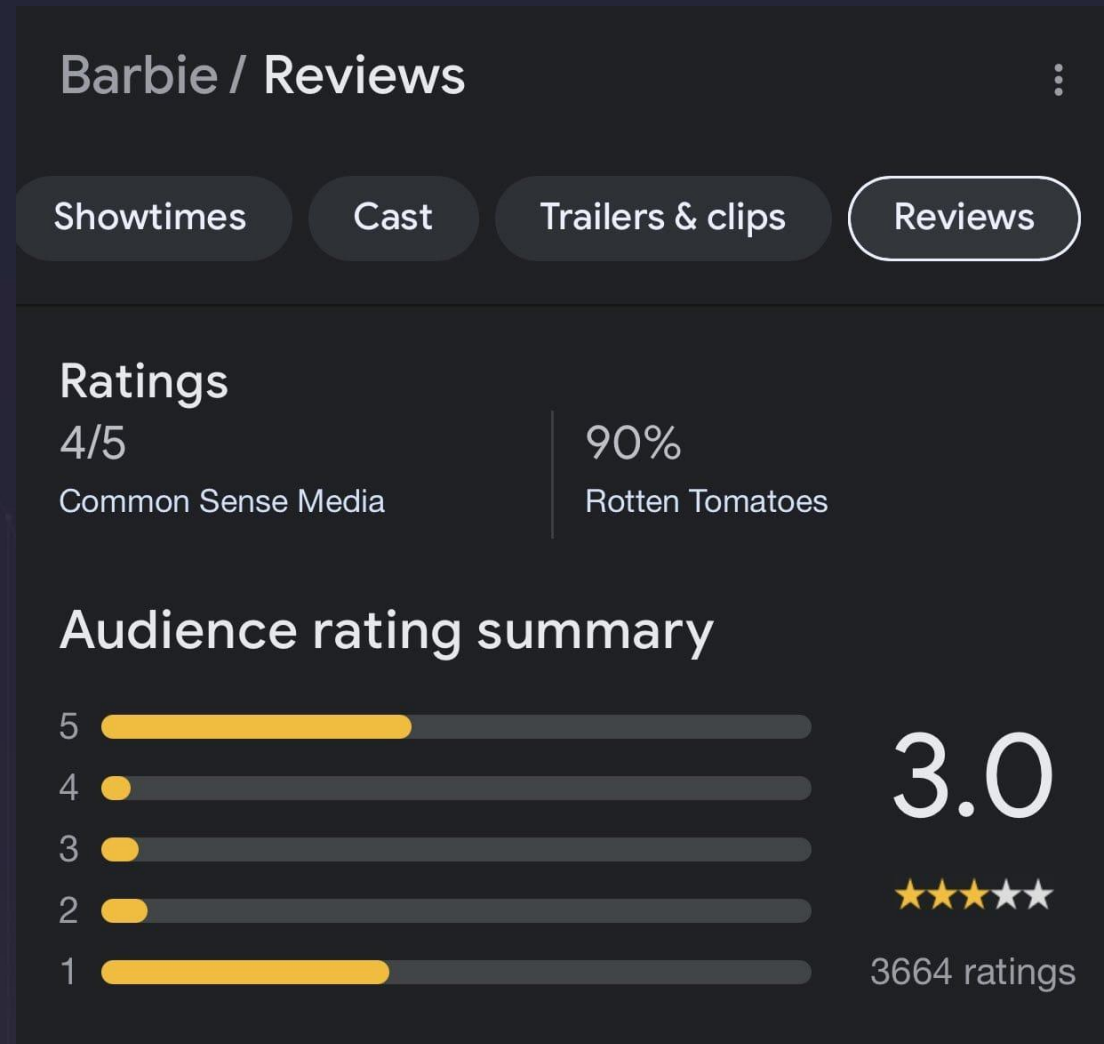 Barbie / Reviews
Showtimes Cast Trailers & clips Reviews
Ratings
4/5 90%
Common Sense Media Rotten Tomatoes
Audience rating summary
5
4
3
2
1
3.0
3664 ratings